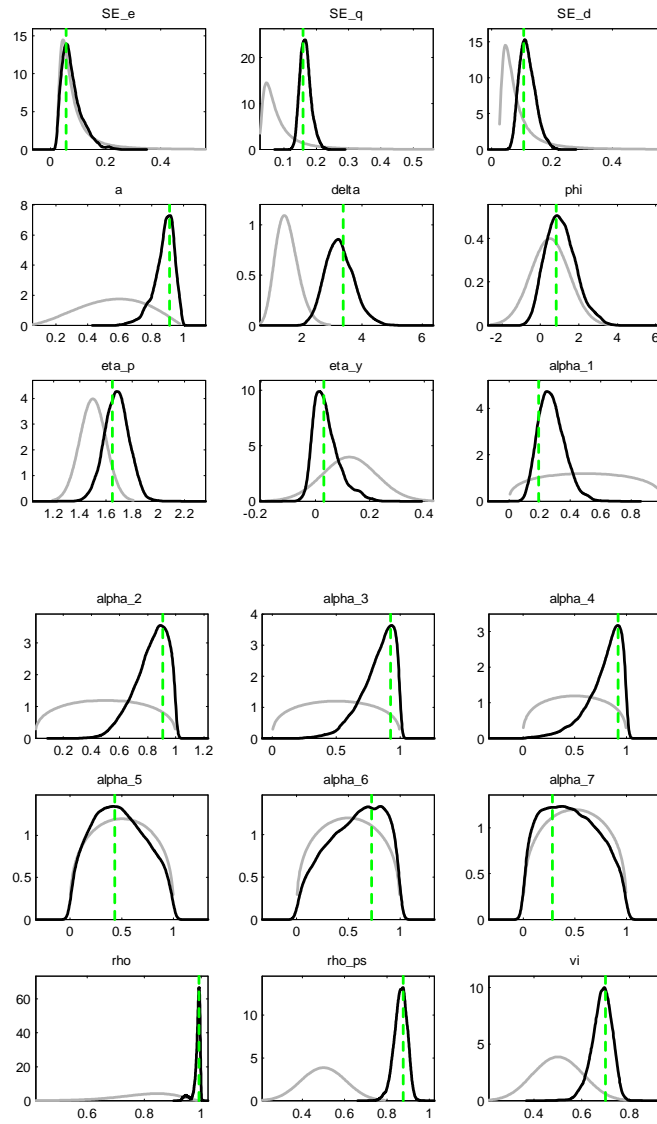 SE_e SE_q SE_d
15 10 5 0
0 0.2 0.4
20 10 0
0.1 0.2 0.3 0.4 0.5
15 10 5 0
0 0.2 0.4
a delta phi
8 6 4 2 0
0.2 0.4 0.6 0.8 1
1 0.5 0
2 4 6
0.4 0.2 0
-2 0 2 4 6
eta_p eta_y alpha_1
4 3 2 1 0
1.2 1.4 1.6 1.8 2 2.2
10 5 0
-0.2 0 0.2 0.4
4 2 0
0 0.2 0.4 0.6 0.8
alpha_2 alpha_3 alpha_4
3 2 1 0
0.2 0.4 0.6 0.8 1 1.2
4 3 2 1 0
0 0.5 1
3 2 1 0
0 0.5 1
alpha_5 alpha_6 alpha_7
1 0.5 0
0 0.5 1
1 0.5 0
0 0.5 1
1 0.5 0
0 0.5 1
rho rho_ps vi
60 40 20 0
0.6 0.8 1
10 5 0
0.4 0.6 0.8 1
10 5 0
0.4 0.6 0.8